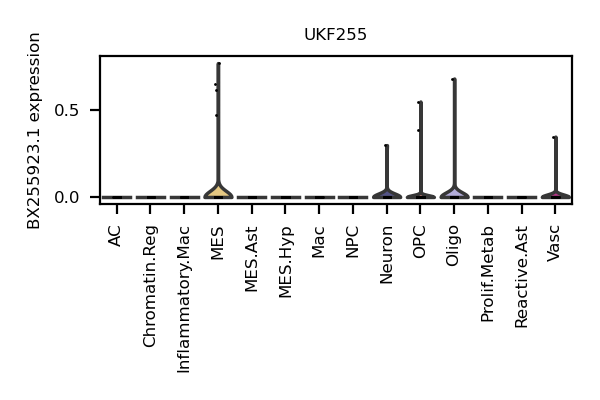 UKF255
BX255923.1 expression
0.5
0.0
AC
Chromatin.Reg
Inflammatory.Mac
MES
MES.Ast
MES.Hyp
Mac
NPC
Neuron
OPC
Oligo
Prolif.Metab
Reactive.Ast
Vasc